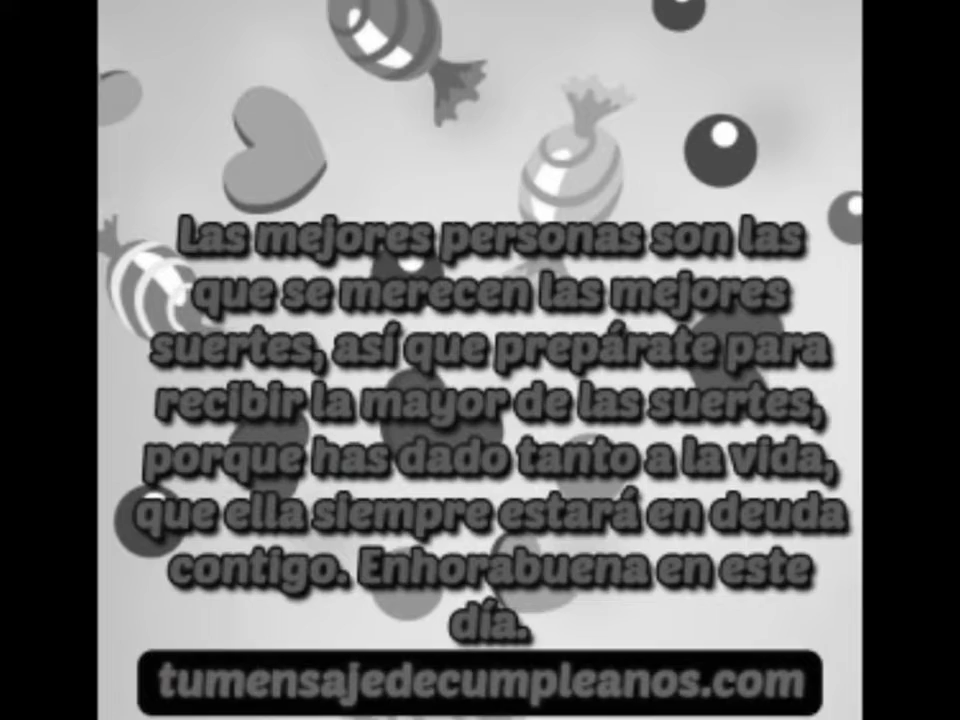 Las mejores personas son las
que se merecen las mejores
suertes, así que prepárate para
recibir la mayor de las suertes,
porque has dado tanto a la vida,
que ella siempre estará en deuda
contigo. Enhorabuena en este
día.
tumensajedecumpleanos.com